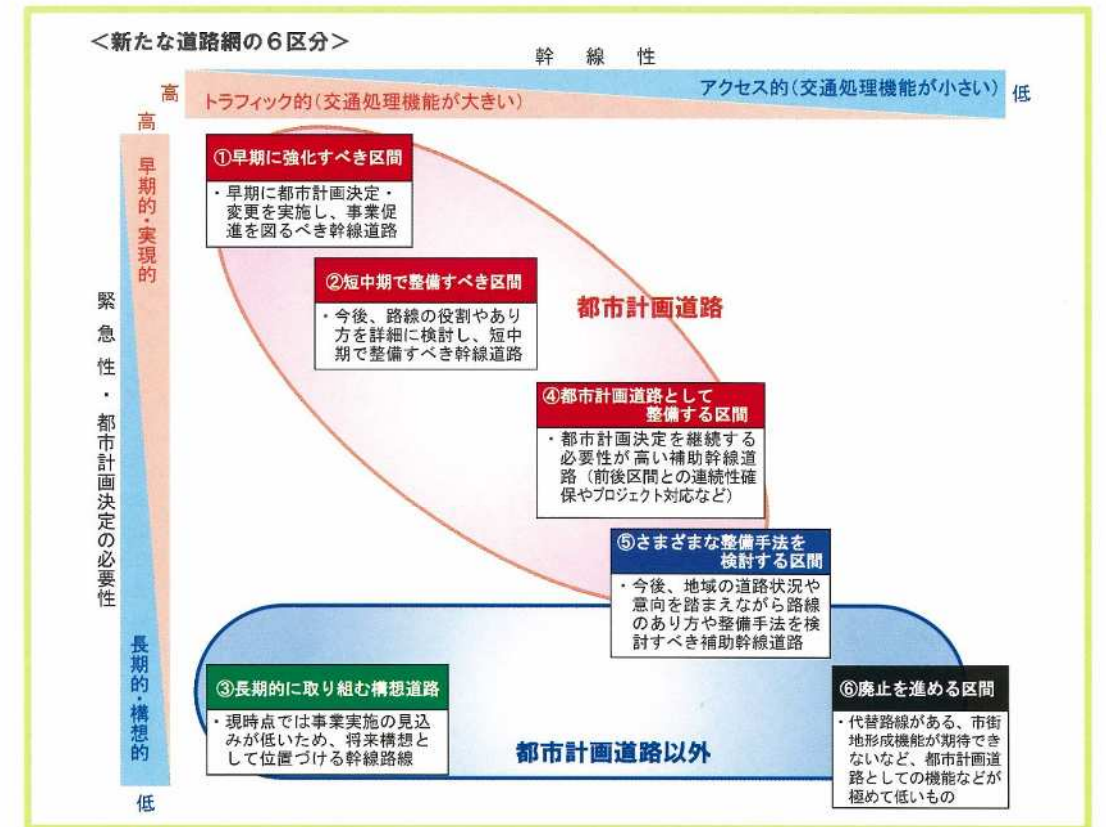 ＜新たな道路網の６区分＞
幹線性
高
トラフィック的(交通処理機能が大きい)
アクセス的(交通処理機能が小さい)
低
高
早期的・実現的
緊急性・都市計画決定の必要性
長期的・構想的
低
①早期に強化すべき区間
・早期に都市計画決定・
変更を実施し、事業促
進を図るべき幹線道路
②短中期で整備すべき区間
・今後、路線の役割やあり
方を詳細に検討し、短中
期で整備すべき幹線道路
都市計画道路
④都市計画道路として
整備する区間
・都市計画決定を継続する
必要性が高い補助幹線道
路（前後区間との連続性確
保やプロジェクト対応など）
⑤さまざまな整備手法を
検討する区間
・今後、地域の道路状況や
意向を踏まえながら路線
のあり方や整備手法を検
討すべき補助幹線道路
③長期的に取り組む構想道路
・現時点では事業実施の見込
みが低いため、将来構想と
して位置づける幹線路線
都市計画道路以外
⑥廃止を進める区間
・代替路線がある、市街
地形成機能が期待でき
ないなど、都市計画道
路としての機能などが
極めて低いもの